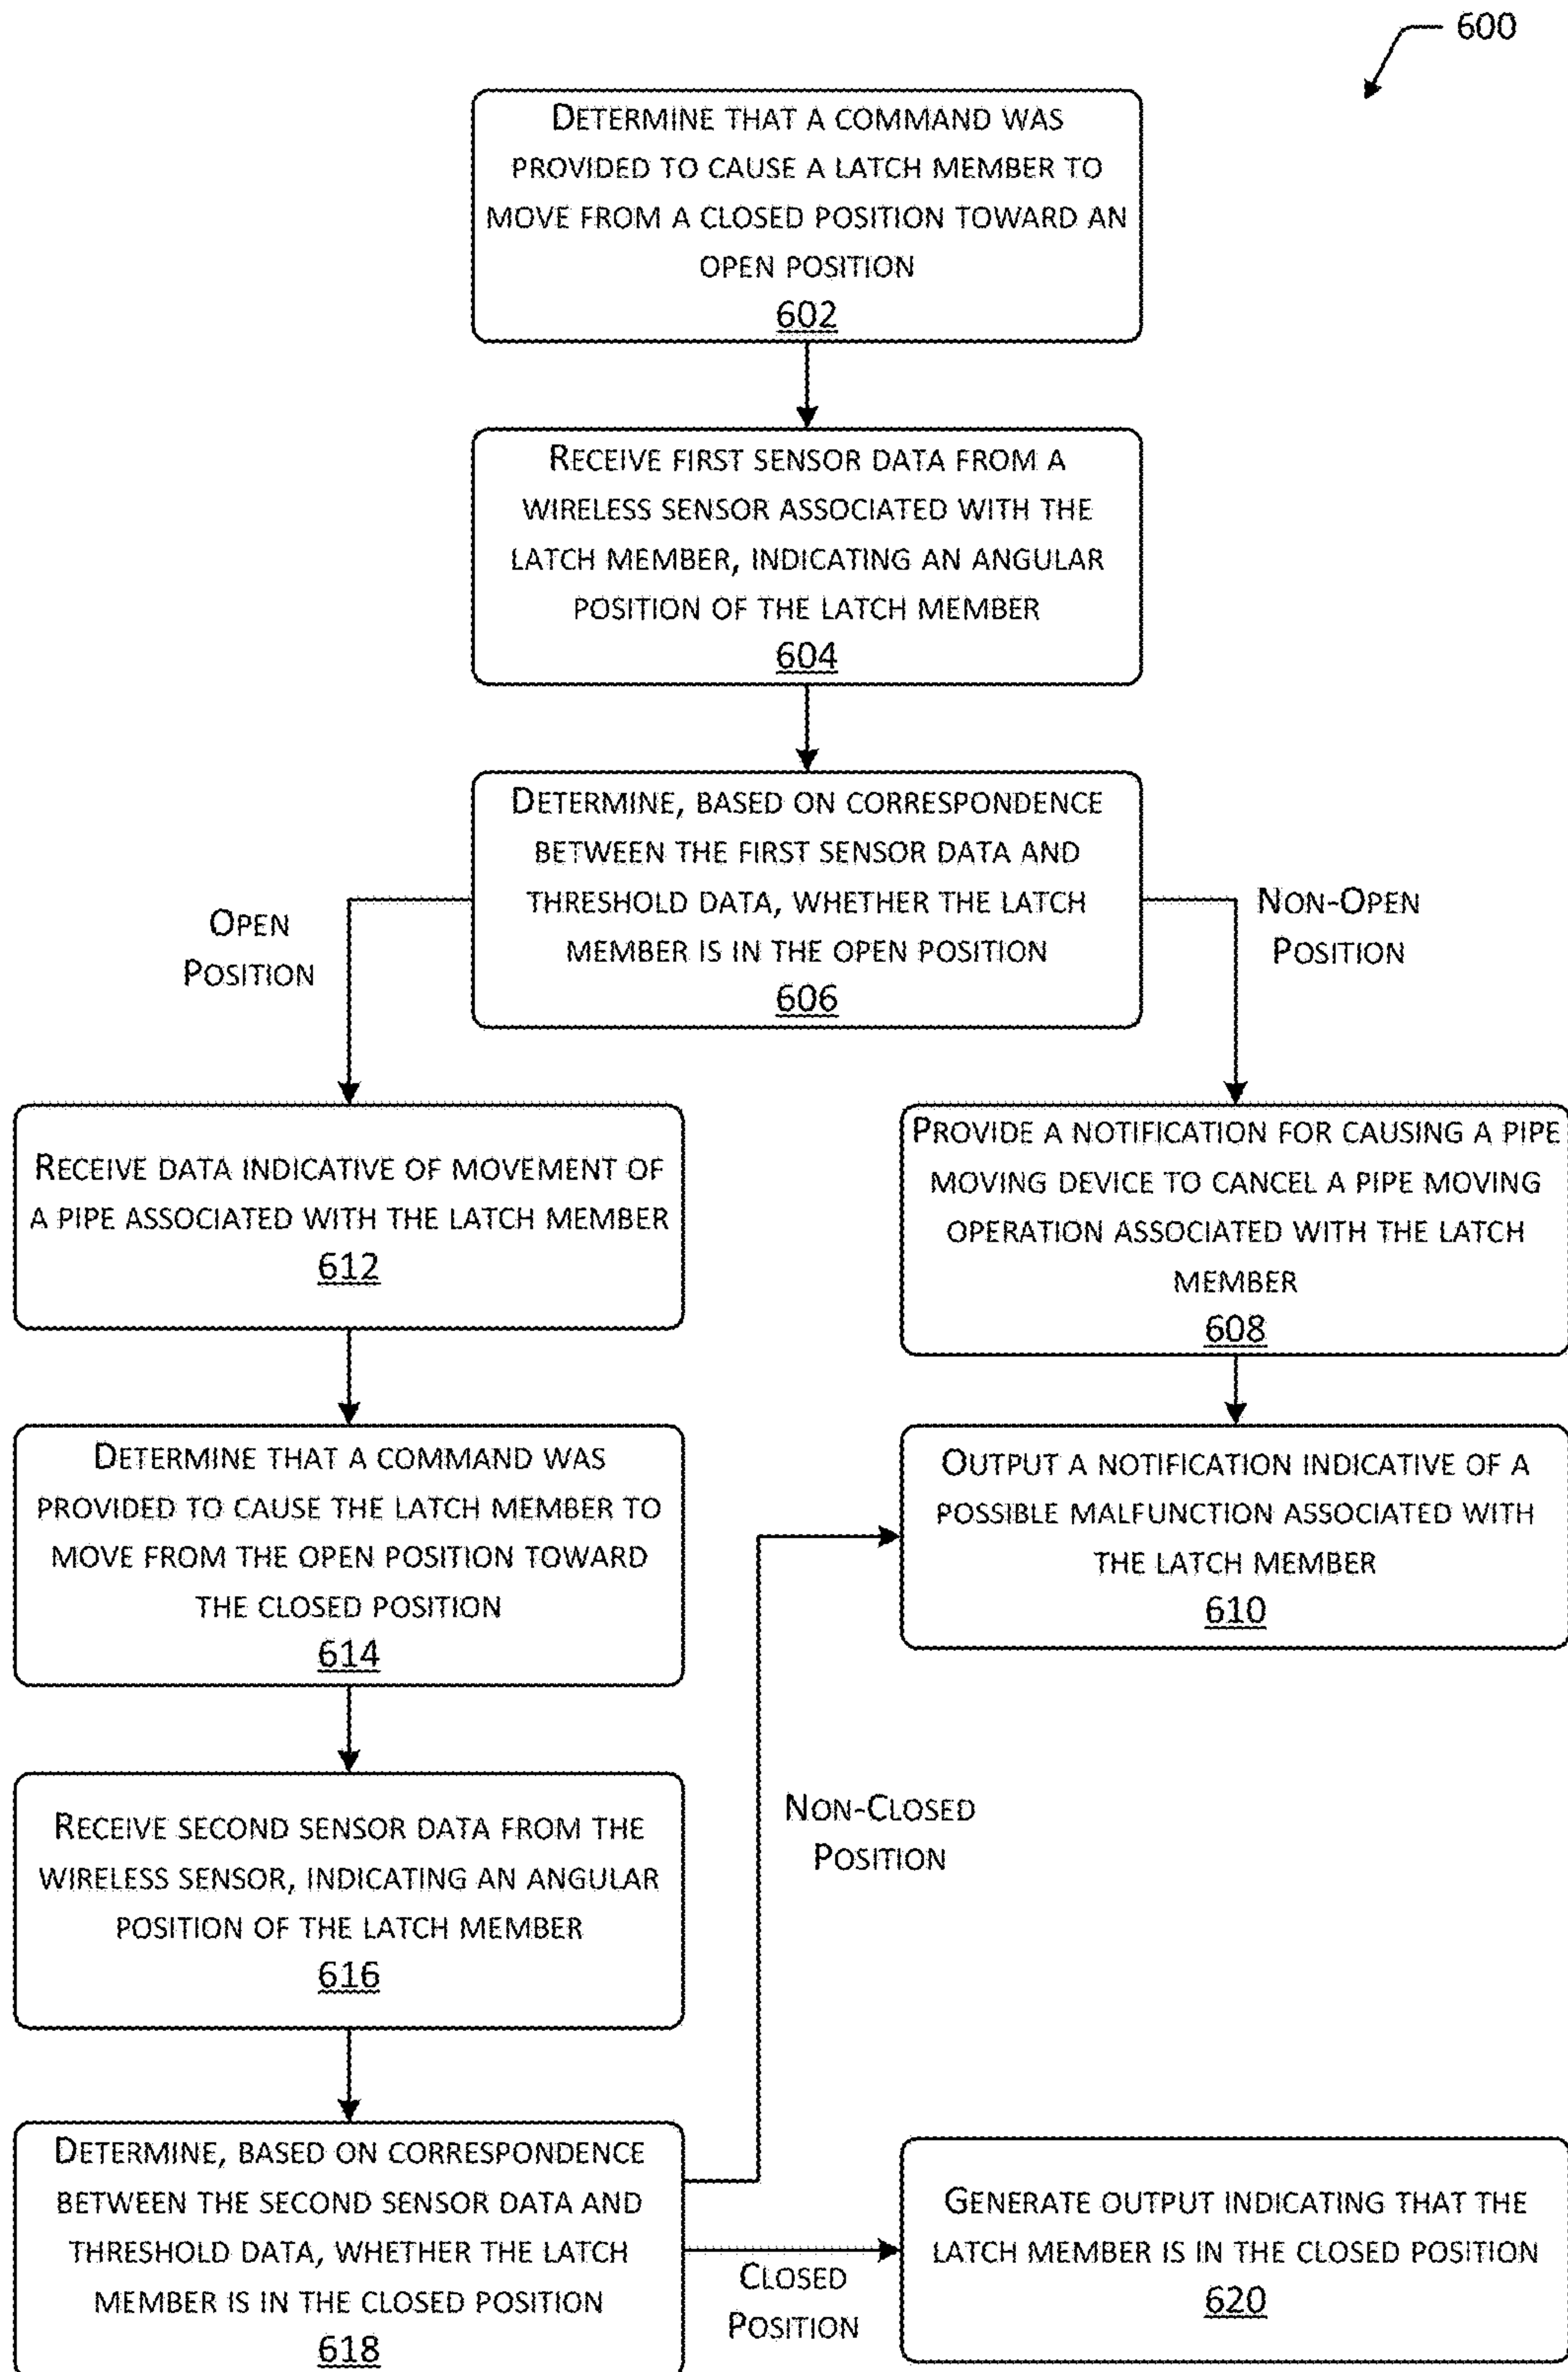 600
DETERMINE THAT A COMMAND WAS
PROVIDED TO CAUSE A LATCH MEMBER TO
MOVE FROM A CLOSED POSITION TOWARD AN
OPEN POSITION
602
RECEIVE FIRST SENSOR DATA FROM A
WIRELESS SENSOR ASSOCIATED WITH THE
LATCH MEMBER, INDICATING AN ANGULAR
POSITION OF THE LATCH MEMBER
604
DETERMINE, BASED ON CORRESPONDENCE
BETWEEN THE FIRST SENSOR DATA AND
THRESHOLD DATA, WHETHER THE LATCH
MEMBER IS IN THE OPEN POSITION
606
OPEN
POSITION
NON-OPEN
POSITION
RECEIVE DATA INDICATIVE OF MOVEMENT OF
A PIPE ASSOCIATED WITH THE LATCH MEMBER
612
PROVIDE A NOTIFICATION FOR CAUSING A PIPE
MOVING DEVICE TO CANCEL A PIPE MOVING
OPERATION ASSOCIATED WITH THE LATCH
MEMBER
608
DETERMINE THAT A COMMAND WAS
PROVIDED TO CAUSE THE LATCH MEMBER TO
MOVE FROM THE OPEN POSITION TOWARD
THE CLOSED POSITION
614
OUTPUT A NOTIFICATION INDICATIVE OF A
POSSIBLE MALFUNCTION ASSOCIATED WITH
THE LATCH MEMBER
610
RECEIVE SECOND SENSOR DATA FROM THE
WIRELESS SENSOR, INDICATING AN ANGULAR
POSITION OF THE LATCH MEMBER
616
NON-CLOSED
POSITION
DETERMINE, BASED ON CORRESPONDENCE
BETWEEN THE SECOND SENSOR DATA AND
THRESHOLD DATA, WHETHER THE LATCH
MEMBER IS IN THE CLOSED POSITION
618
CLOSED
POSITION
GENERATE OUTPUT INDICATING THAT THE
LATCH MEMBER IS IN THE CLOSED POSITION
620